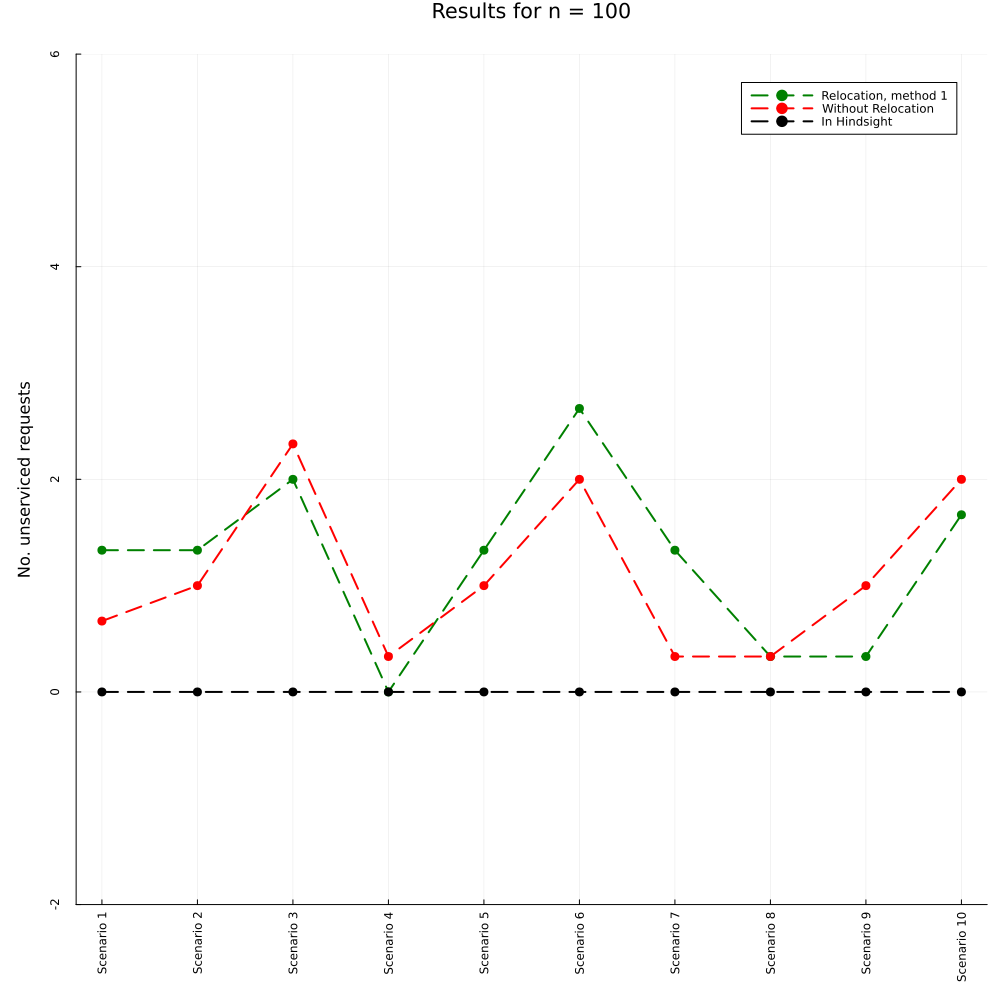 Results for n = 100
6
4
2
0
-2
No. unserviced requests
Relocation, method 1
Without Relocation
In Hindsight
Scenario 1
Scenario 2
Scenario 3
Scenario 4
Scenario 5
Scenario 6
Scenario 7
Scenario 8
Scenario 9
Scenario 10